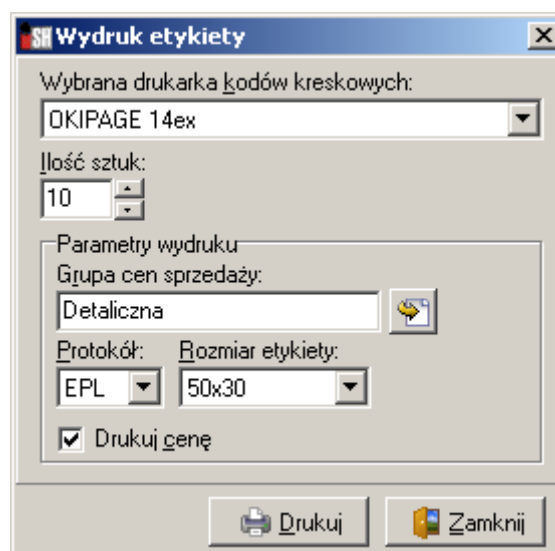 SH Wydruk etykiety
Wybrana drukarka kodów kreskowych:
OKIPAGE 14ex
Ilość sztuk:
10
Parametry wydruku
Grupa cen sprzedaży:
Detaliczna
Protokół: Rozmiar etykiety:
EPL 50x30
Drukuj cenę
Drukuj Zamknij